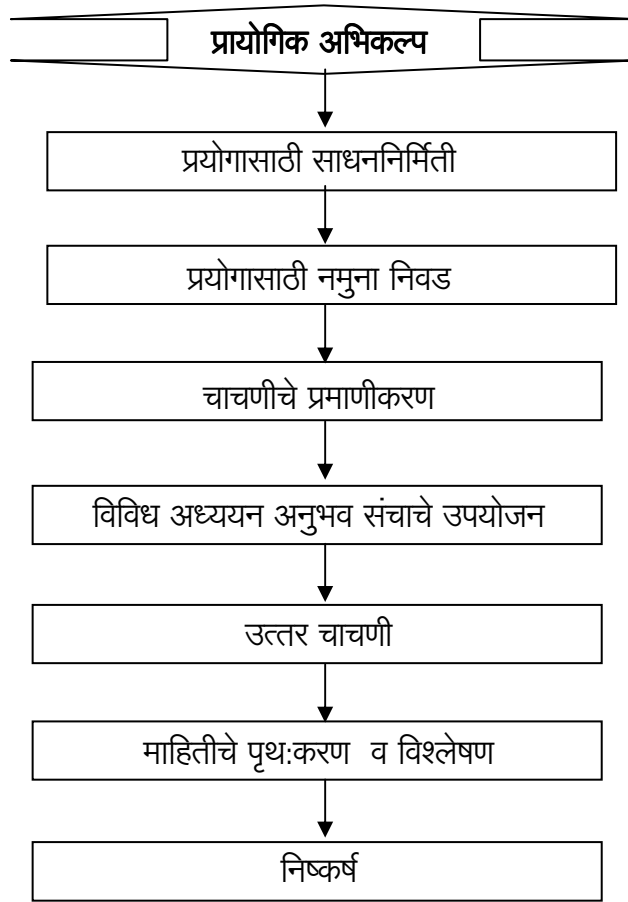 प्रायोगिक अभिकल्प
प्रयोगासाठी साधननिर्मिती
प्रयोगासाठी नमुना निवड
चाचणीचे प्रमाणीकरण
विविध अध्ययन अनुभव संचाचे उपयोजन
उत्तर चाचणी
माहितीचे पृथ:करण व विश्लेषण
निष्कर्ष